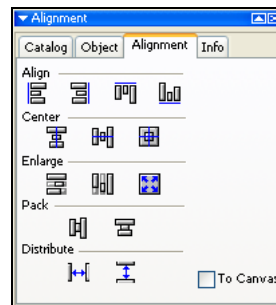 Alignment
Catalog Object Alignment Info
Align
Center
Enlarge
Pack
Distribute
To Canvas